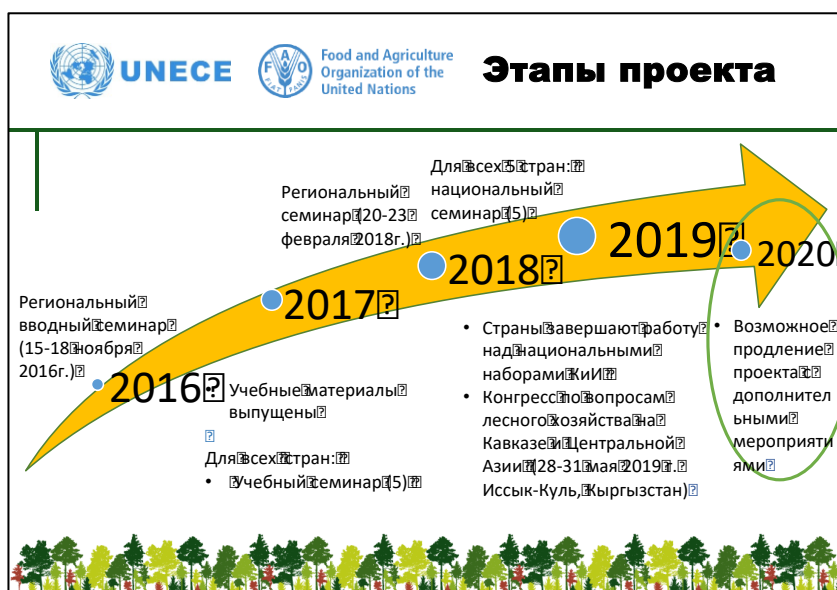 UNECE
Food and Agriculture
Organization of the
United Nations
Этапы проекта
Региональный
вводный семинар
(15-18 ноября
2016г.)
2016
Учебные материалы
выпущены
Для всех стран:
• Учебный семинар (5)
2017
Региональный
семинар (20-23
февраля 2018г.)
2018
Для всех 5 стран:
национальный
семинар (5)
2019
• Страны завершают работу
над национальными
наборами КиИ
• Конгресс по вопросам
лесного хозяйства на
Кавказе и Центральной
Азии (28-31 мая 2019 г.
Иссык-Куль, Кыргызстан)
2020
• Возможное
продление
проекта с
дополнител
ьными
мероприяти
ями